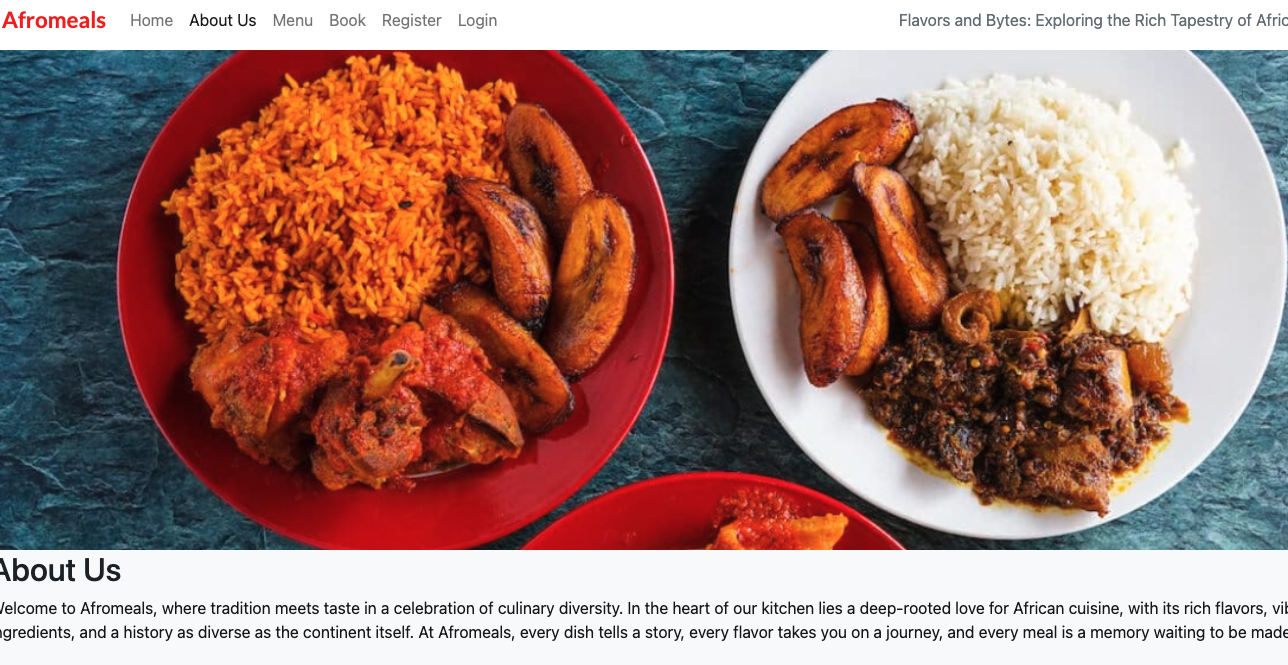 Afromeals Home About Us Menu Book Register Login Flavors and Bytes: Exploring the Rich Tapestry of
About Us
to Afromeals, where tradition meets taste in a celebration of culinary diversity. In the heart of our kitchen lies a deep-rooted love for African cuisine, with its rich flavors,
and a history as diverse as the continent itself. At Afromeals, every dish tells a story, every flavor takes you on a journey, and every meal is a memory waiting to be made